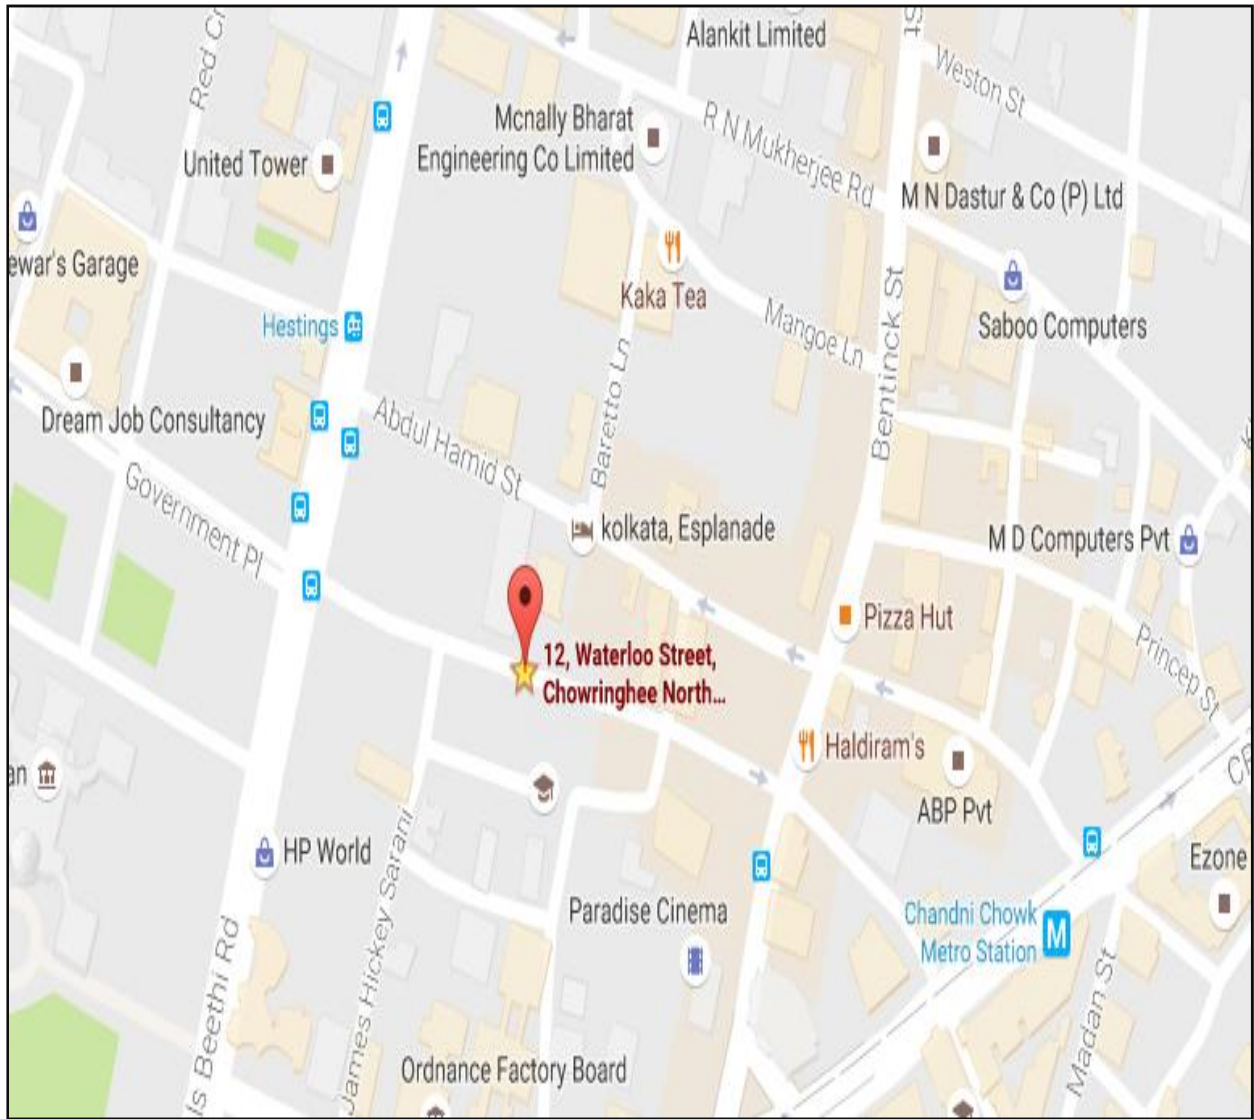 Alankit Limited
St
Weston St
Red Cr
Mcnally Bharat
Engineering Co Limited
R N Mukherjee Rd
United Tower
M N Dastur & Co (P) Ltd
ewar's Garage
Kaka Tea
Hestings
Mangoe Ln
Bentinck St
Saboo Computers
Dream Job Consultancy
Abdul Hamid St
Baretto Ln
Government Pl
kolkata, Esplanade
M D Computers Pvt
Pizza Hut
12, Waterloo Street,
Chowringhee North...
Princep St
Haldiram's
an
CE
ABP Pvt
HP World
Ezone
James Hickey Sarani
Paradise Cinema
Chandni Chowk
Metro Station
M
ls Beethi Rd
Madan St
Ordnance Factory Board